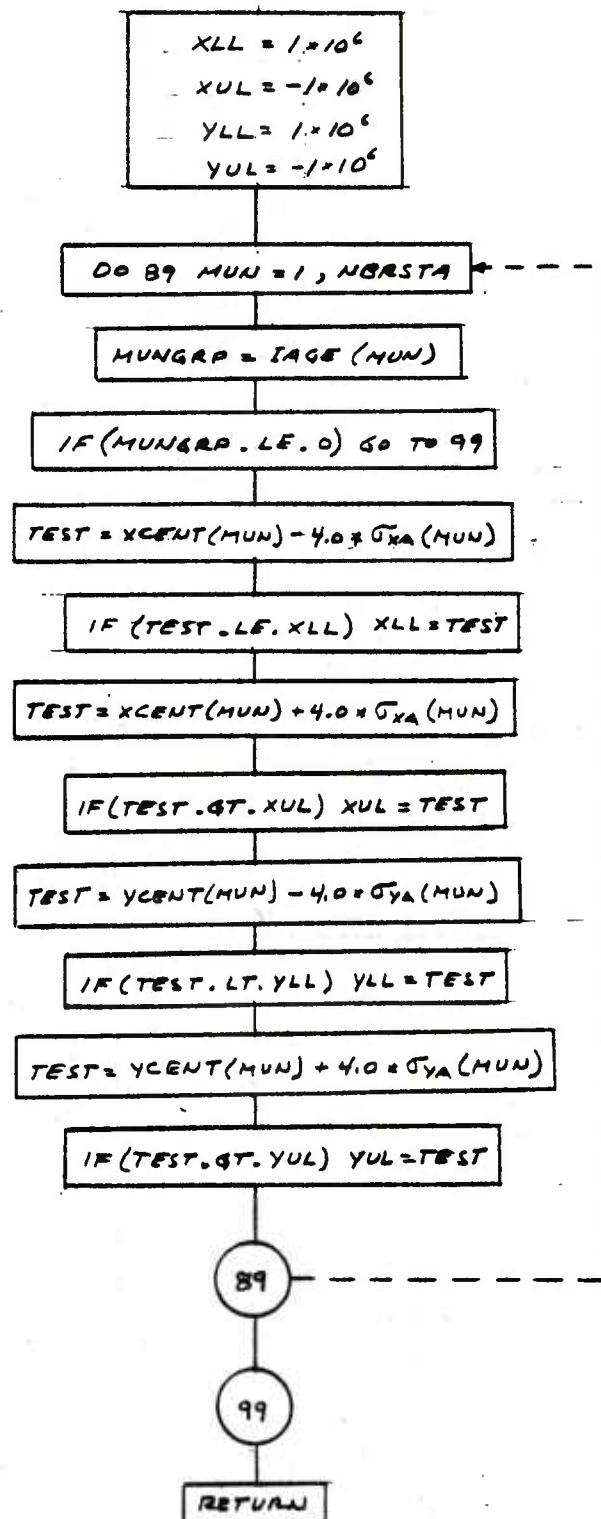 XLL = 1*10⁶
XUL = -1*10⁶
YLL = 1*10⁶
YUL = -1*10⁶
DO 89 MUN = 1, NBRSTA
MUNGRP = IAGE (MUN)
IF (MUNGRP.LE.0) GO TO 99
TEST = XCENT(MUN) - 4.0 * σXA (MUN)
IF (TEST.LE.XLL) XLL = TEST
TEST = XCENT(MUN) + 4.0 * σXA (MUN)
IF (TEST.GT.XUL) XUL = TEST
TEST = YCENT(MUN) - 4.0 * σYA (MUN)
IF (TEST.LT.YLL) YLL = TEST
TEST = YCENT(MUN) + 4.0 * σYA (MUN)
IF (TEST.GT.YUL) YUL = TEST
89
99
RETURN